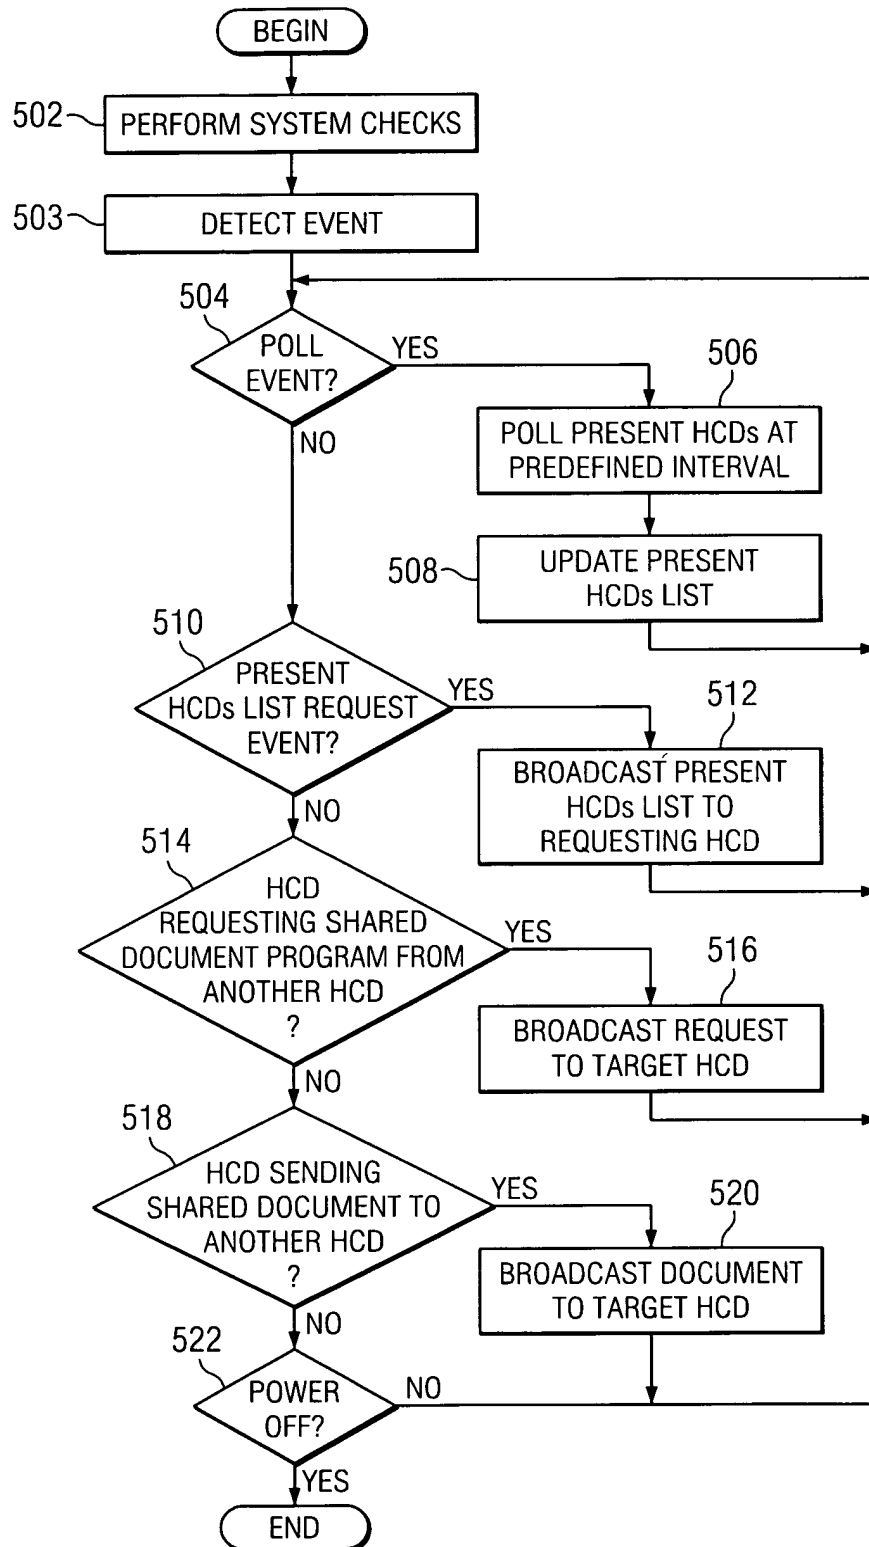 BEGIN
502
PERFORM SYSTEM CHECKS
503
DETECT EVENT
504
POLL
EVENT?
YES
NO
506
POLL PRESENT HCDs AT
PREDEFINED INTERVAL
508
UPDATE PRESENT
HCDs LIST
510
PRESENT
HCDs LIST REQUEST
EVENT?
YES
NO
512
BROADCAST PRESENT
HCDs LIST TO
REQUESTING HCD
514
HCD
REQUESTING SHARED
DOCUMENT PROGRAM FROM
ANOTHER HCD
?
YES
NO
516
BROADCAST REQUEST
TO TARGET HCD
518
HCD SENDING
SHARED DOCUMENT TO
ANOTHER HCD
?
YES
NO
520
BROADCAST DOCUMENT
TO TARGET HCD
522
POWER
OFF?
NO
YES
END